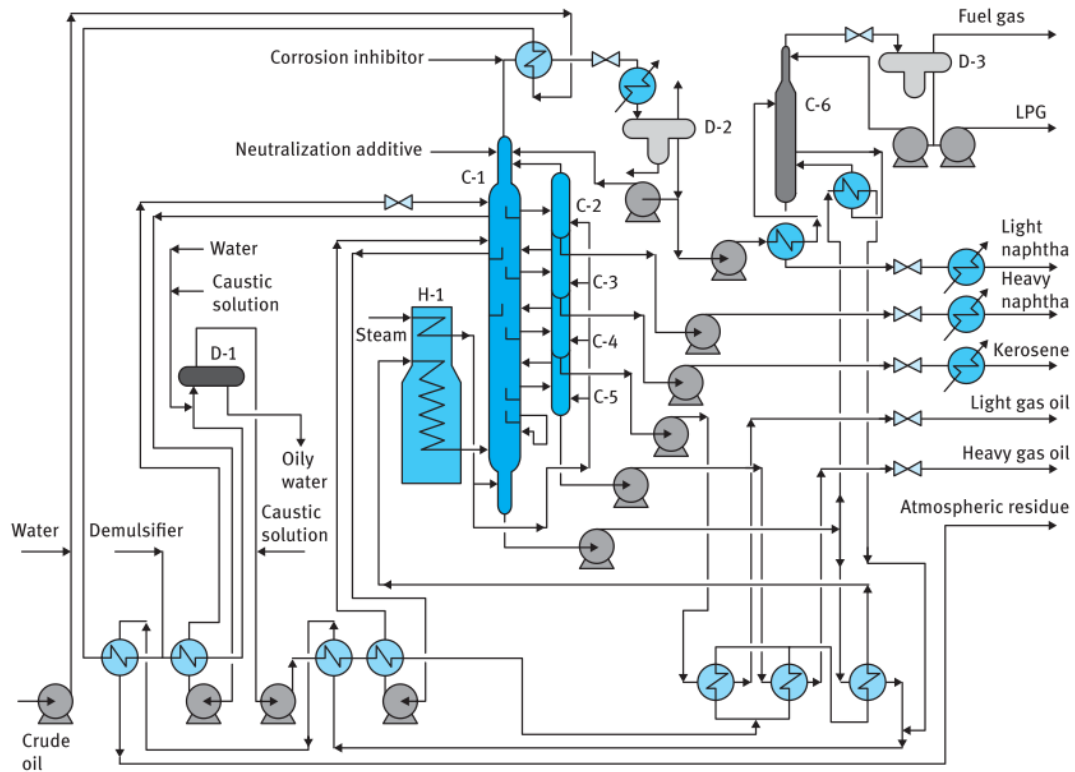 Fuel gas
Corrosion inhibitor
D-3
C-6
LPG
D-2
Neutralization additive
C-1
C-2
Light
naphtha
Water
Caustic
solution
H-1
C-3
Heavy
naphtha
Steam
C-4
Kerosene
D-1
C-5
Light gas oil
Oily
water
Heavy gas oil
Water
Demulsifier
Caustic
solution
Atmospheric residue
Crude
oil